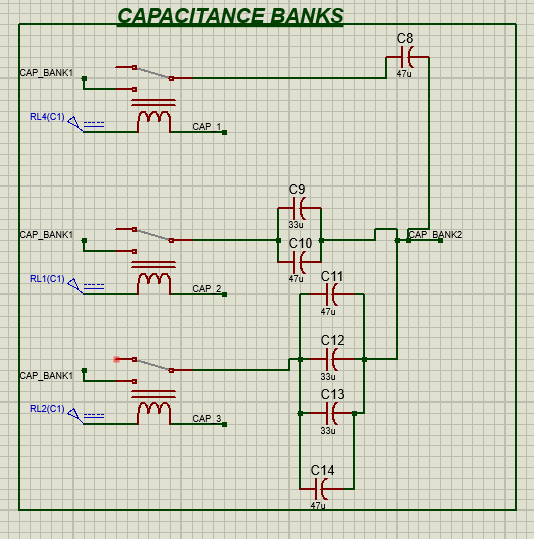 CAPACITANCE BANKS
C8
47u
CAP_BANK1
RL4(C1)
CAP_1
C9
33u
C10
47u
CAP_BANK1
CAP_BANK2
RL1(C1)
CAP_2
C11
47u
C12
33u
CAP_BANK1
C13
33u
RL2(C1)
CAP_3
C14
47u